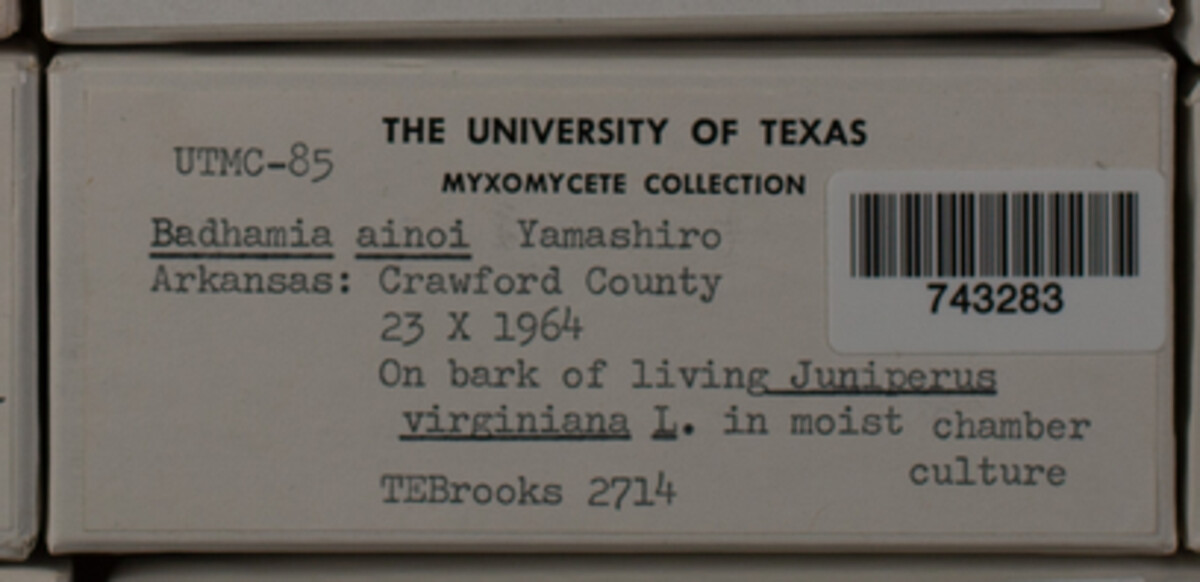 THE UNIVERSITY OF TEXAS
UTMC-85
MYXOMYCETE COLLECTION
Badhamia ainoi Yamashiro
Arkansas: Crawford County
743283
23 X 1964
On bark of living Juniperus
virginiana L. in moist chamber
culture
TEBrooks 2714